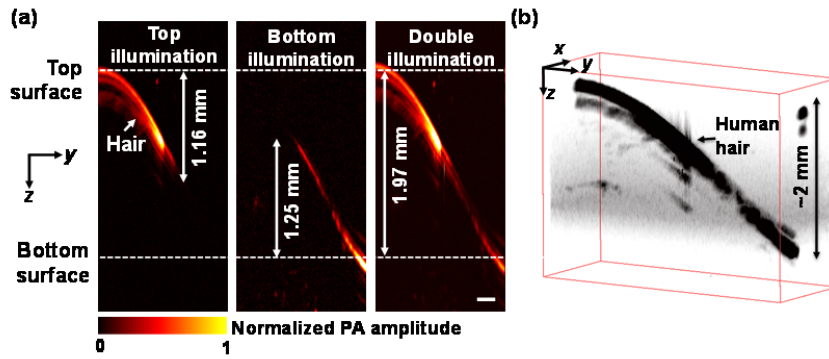 (a)
Top illumination
Bottom illumination
Double illumination
Top surface
Hair
1.16 mm
1.25 mm
1.97 mm
y
z
Bottom surface
Normalized PA amplitude
0
1
(b)
x
y
z
Human hair
~2 mm